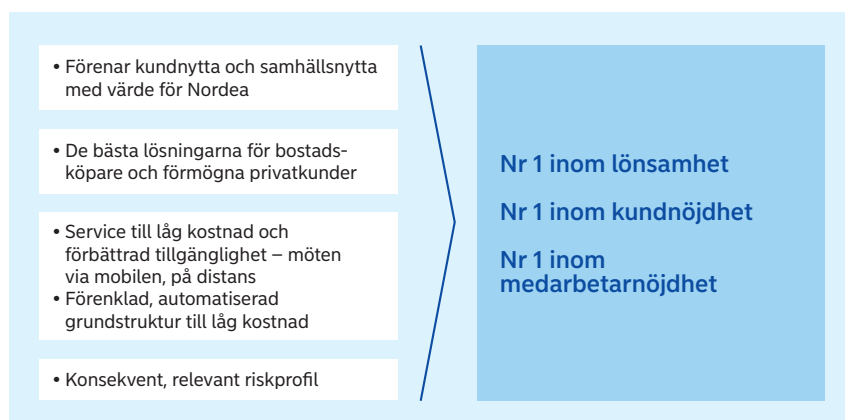 • Förenar kundnytta och samhällsnytta
med värde för Nordea
• De bästa lösningarna för bostads-
köpare och förmögna privatkunder
• Service till låg kostnad och
förbättrad tillgänglighet – möten
via mobilen, på distans
• Förenklad, automatiserad
grundstruktur till låg kostnad
• Konsekvent, relevant riskprofil
Nr 1 inom lönsamhet
Nr 1 inom kundnöjdhet
Nr 1 inom
medarbetarnöjdhet